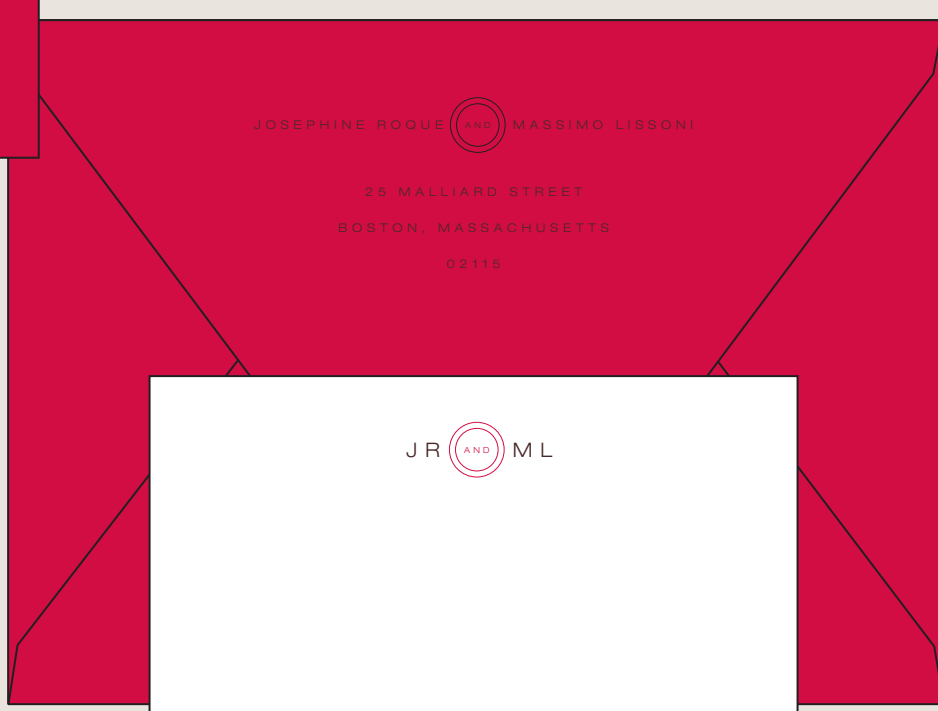 JOSEPHINE ROQUE AND MASSIMO LISSONI
25 MALLIARD STREET
BOSTON, MASSACHUSETTS
02115
JR AND ML